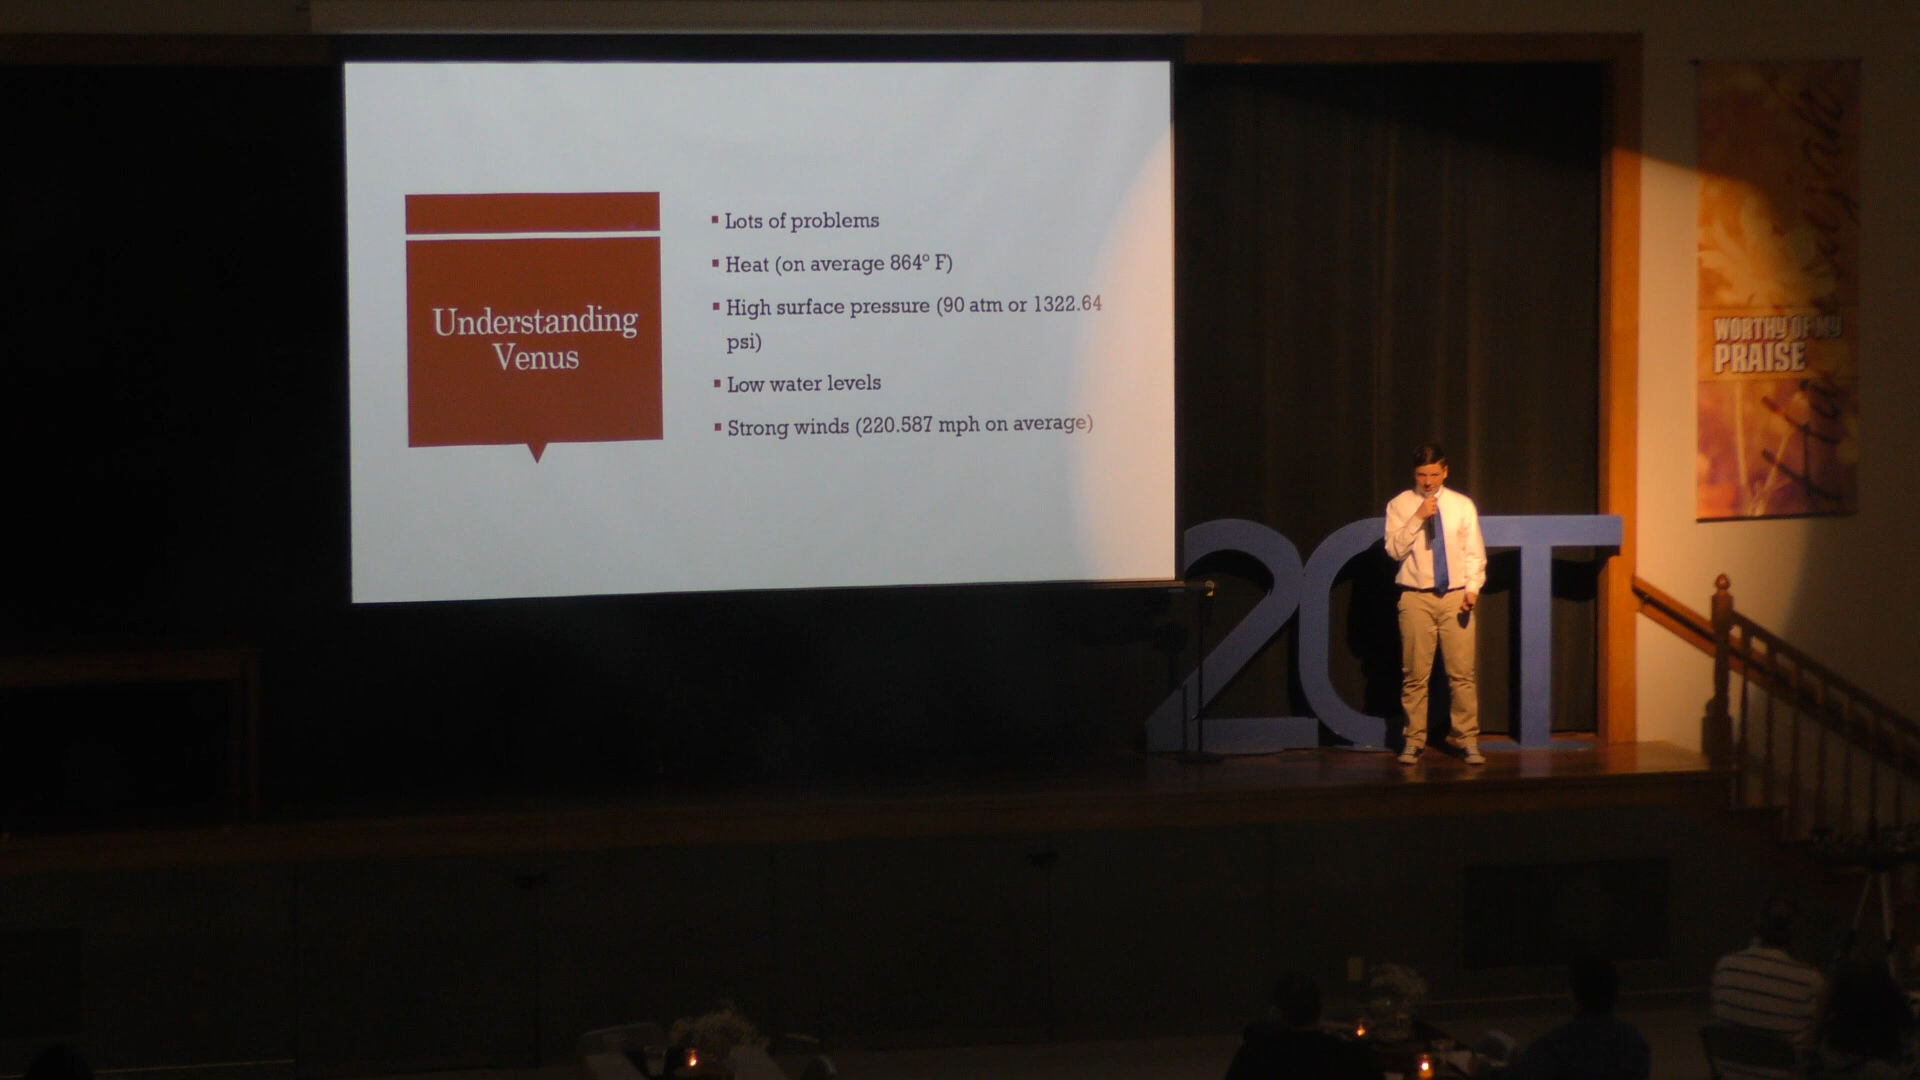 Understanding
Venus
▪ Lots of problems
▪ Heat (on average 864° F)
▪ High surface pressure (90 atm or 1322.64
psi)
▪ Low water levels
▪ Strong winds (220.587 mph on average)
WORTHY OF MY
PRAISE
2CT